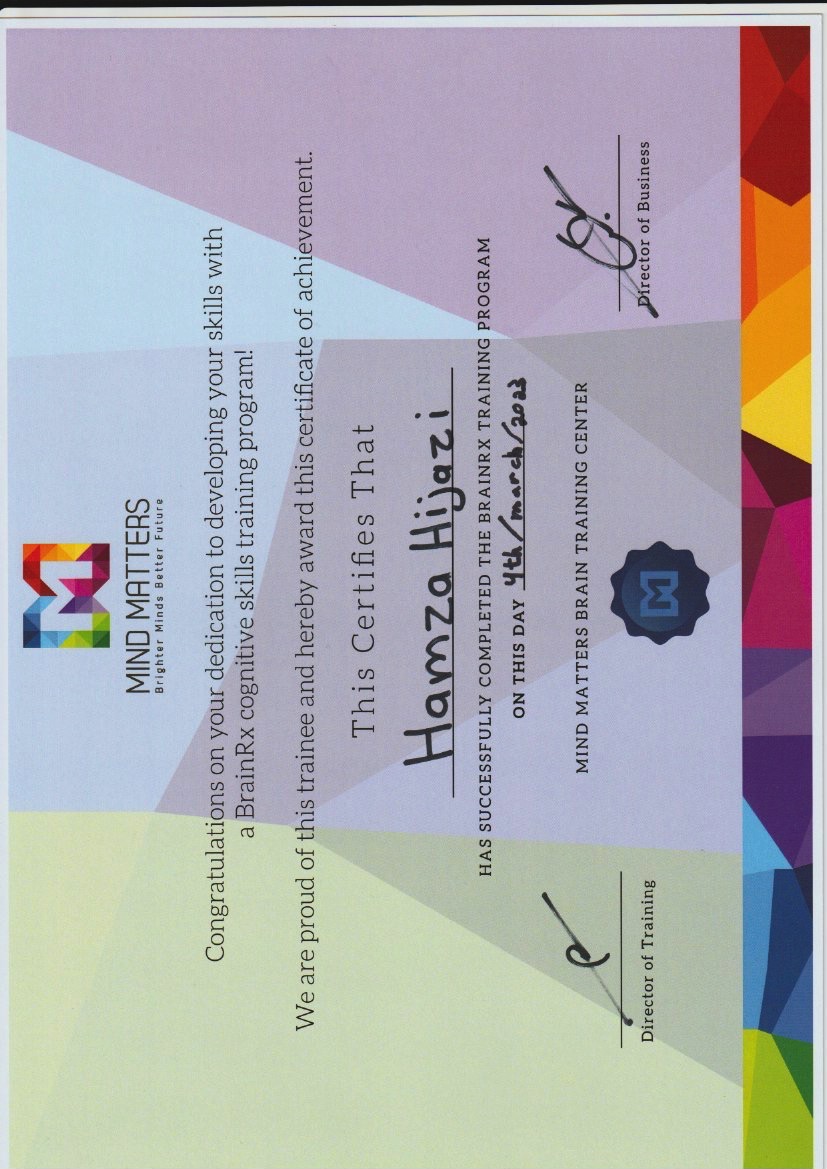 MIND MATTERS
Brighter Minds Better Future
Congratulations on your dedication to developing your skills with
a BrainRx cognitive skills training program!
We are proud of this trainee and hereby award this certificate of achievement.
This Certifies That
Hamza Hijazi
HAS SUCCESSFULLY COMPLETED THE BRAINRX TRAINING PROGRAM
ON THIS DAY 4th/march/2023
MIND MATTERS BRAIN TRAINING CENTER
Director of Training
Director of Business